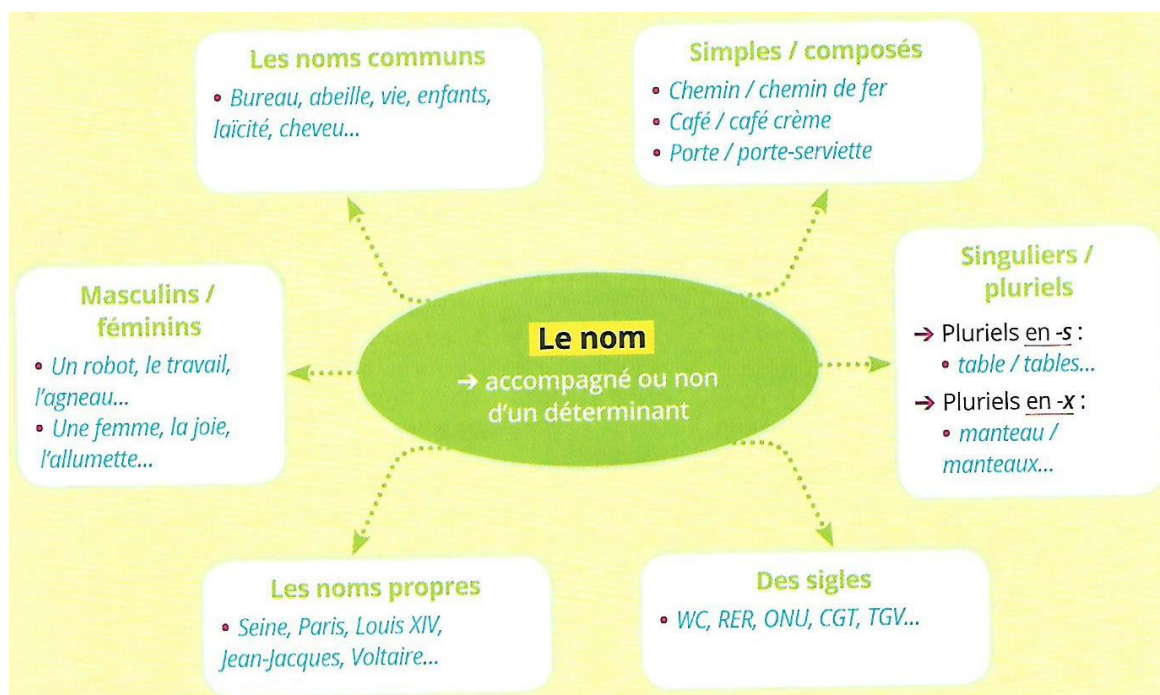 Les noms communs
• Bureau, abeille, vie, enfants,
laïcité, cheveu...
Simples / composés
• Chemin / chemin de fer
• Café / café crème
• Porte / porte-serviette
Masculins /
féminins
• Un robot, le travail,
l'agneau...
• Une femme, la joie,
l'allumette...
Le nom
→ accompagné ou non
d'un déterminant
Singuliers /
pluriels
→ Pluriels en -s :
• table / tables...
→ Pluriels en -x :
• manteau /
manteaux...
Les noms propres
• Seine, Paris, Louis XIV,
Jean-Jacques, Voltaire...
Des sigles
• WC, RER, ONU, CGT, TGV...